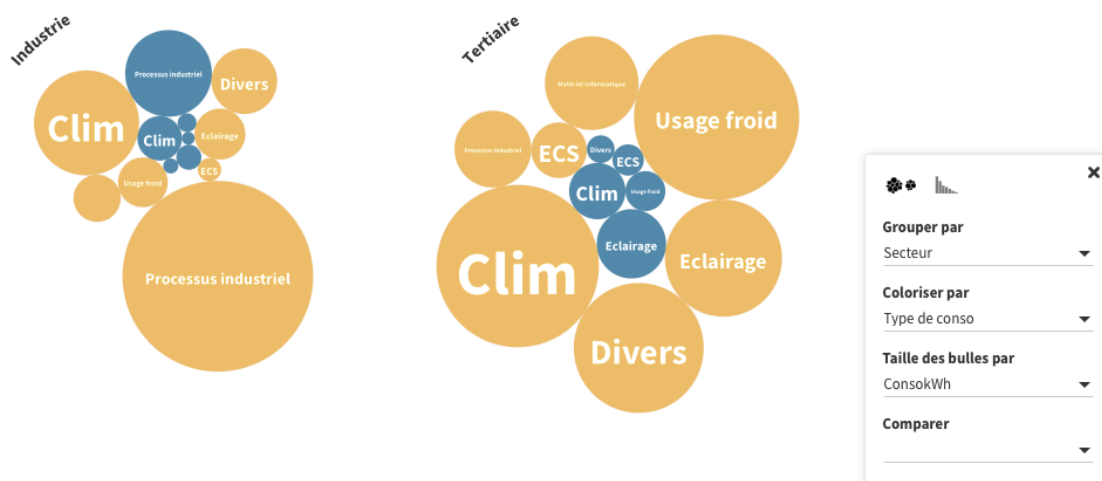 Industrie
Processus industriel
Divers
Clim
Clim
Eclairage
Usage froid
ECS
Processus industriel
Tertiaire
Matériel informatique
Usage froid
Processus industriel
ECS
Divers
ECS
Clim
Usage froid
Eclairage
Clim
Eclairage
Divers
Grouper par
Secteur
Coloriser par
Type de conso
Taille des bulles par
ConsokWh
Comparer